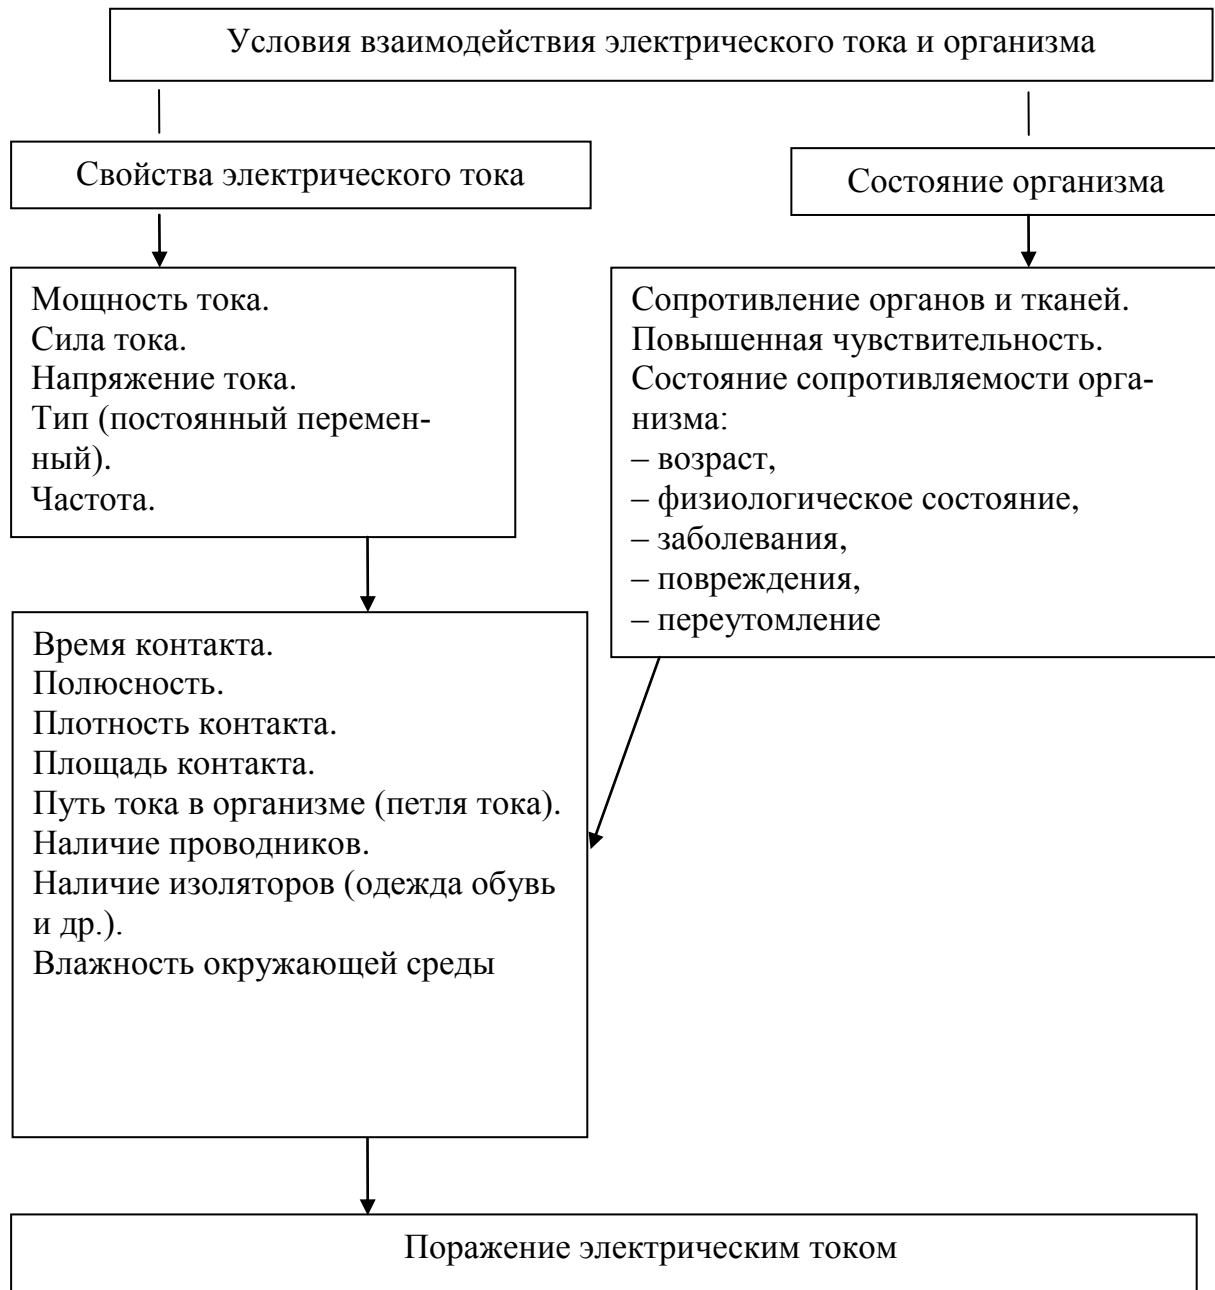 Условия взаимодействия электрического тока и организма
Свойства электрического тока
Состояние организма
Мощность тока.
Сила тока.
Напряжение тока.
Тип (постоянный перемен-
ный).
Частота.
Сопротивление органов и тканей.
Повышенная чувствительность.
Состояние сопротивляемости орга-
низма:
– возраст,
– физиологическое состояние,
– заболевания,
– повреждения,
– переутомление
Время контакта.
Полюсность.
Плотность контакта.
Площадь контакта.
Путь тока в организме (петля тока).
Наличие проводников.
Наличие изоляторов (одежда обувь
и др.).
Влажность окружающей среды
Поражение электрическим током